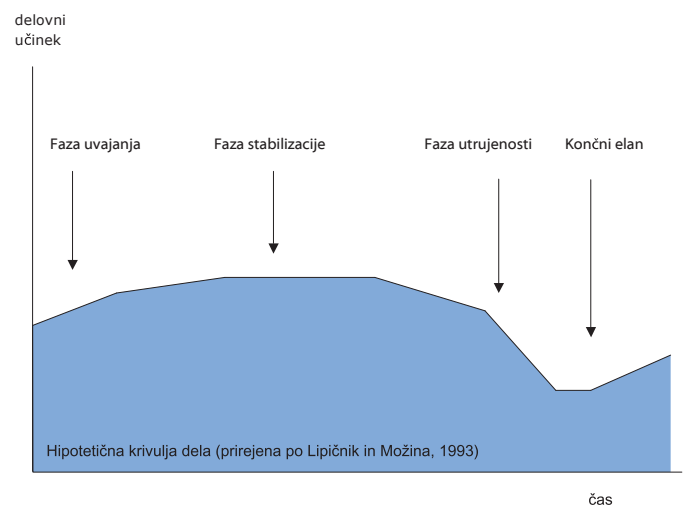 delovni
učinek
Faza uvajanja
Faza stabilizacije
Faza utrujenosti
Končni elan
Hipotetična krivulja dela (prirejena po Lipičnik in Možina, 1993)
čas